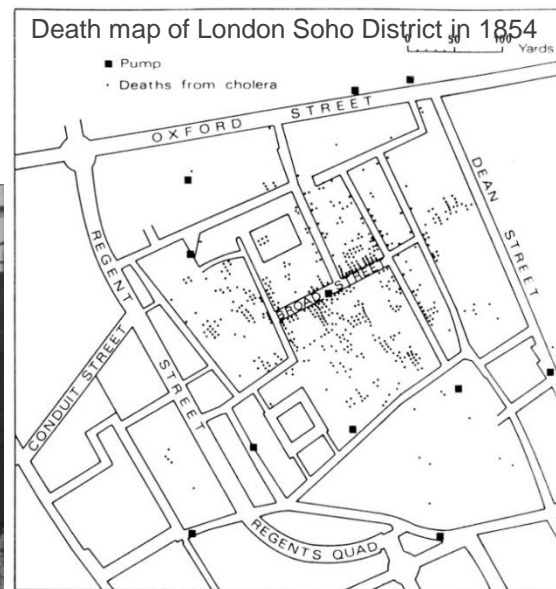 Death map of London Soho District in 1854
0 50 100
Yards
Pump
Deaths from cholera
OXFORD STREET
REGENT STREET
DEAN STREET
BROAD STREET
CONDUIT STREET
REGENTS QUAD